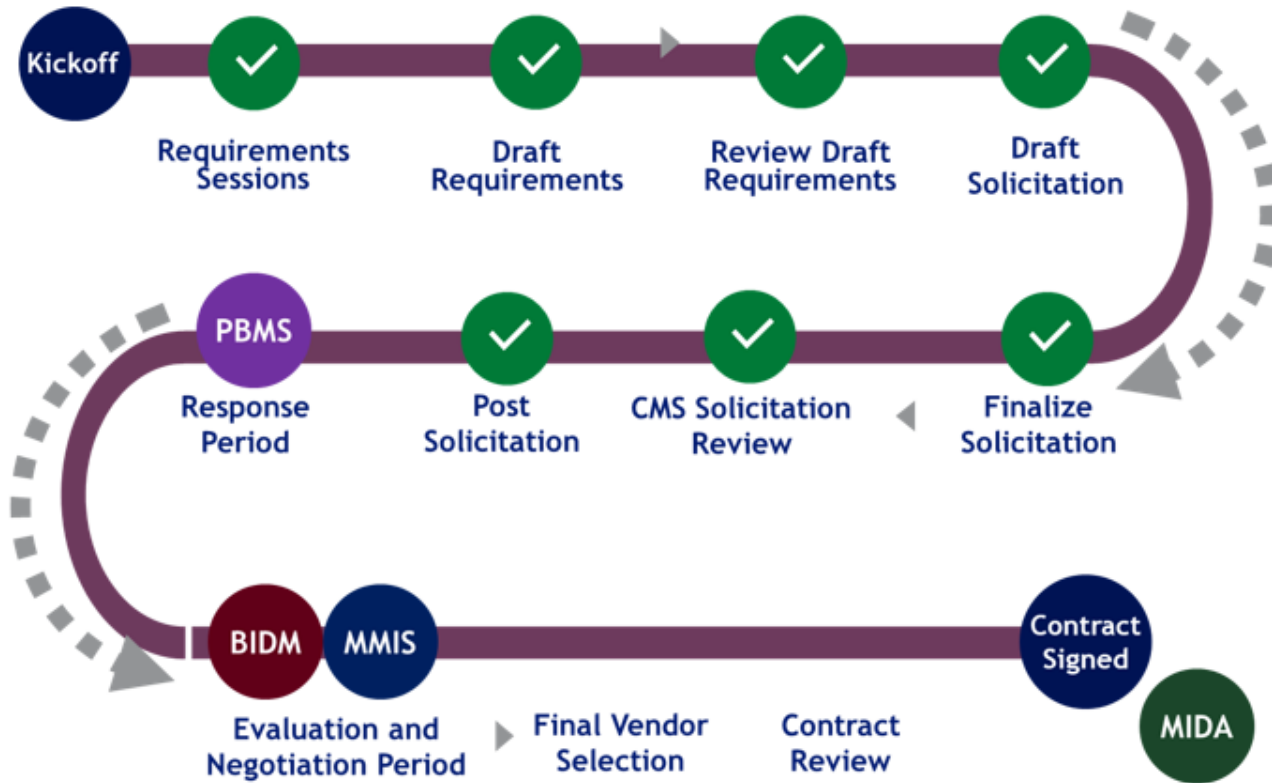 Kickoff
Requirements
Sessions
Draft
Requirements
Review Draft
Requirements
Draft
Solicitation
PBMS
Response
Period
Post
Solicitation
CMS Solicitation
Review
Finalize
Solicitation
BIDM
MMIS
Evaluation and
Negotiation Period
Final Vendor
Selection
Contract
Review
Contract
Signed
MIDA